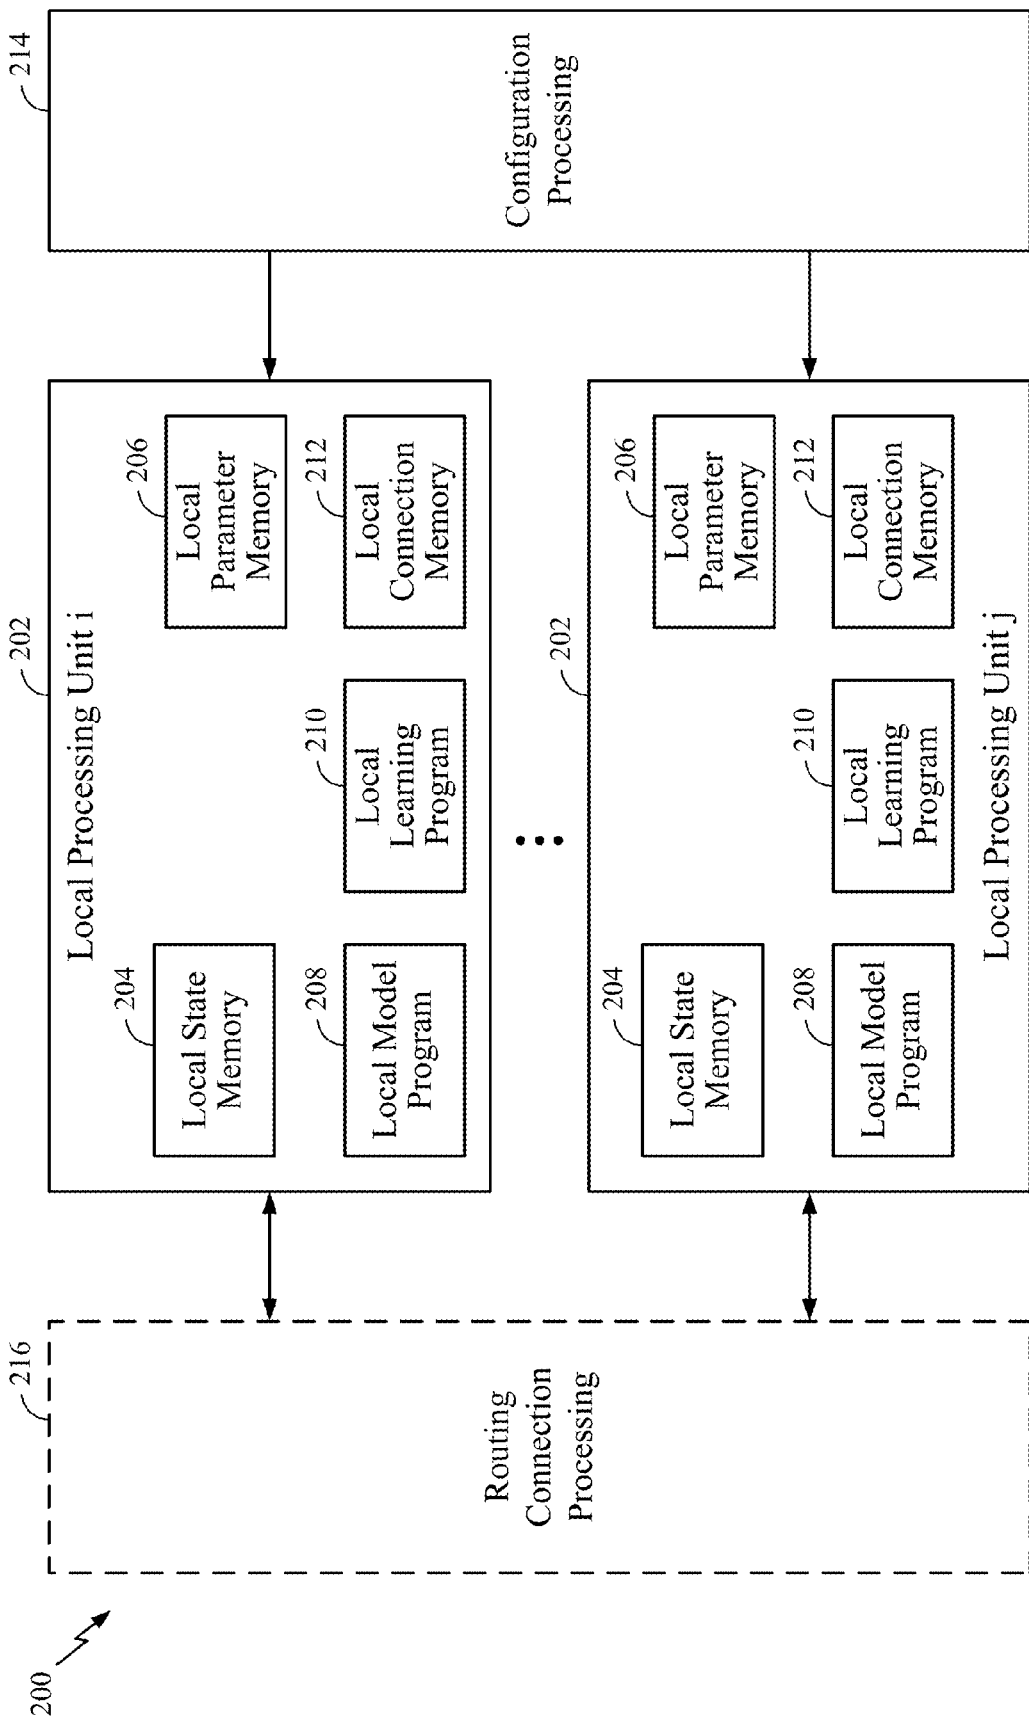 200
216
Routing
Connection
Processing
202
Local Processing Unit i
204
Local State
Memory
206
Local
Parameter
Memory
208
Local Model
Program
210
Local
Learning
Program
212
Local
Connection
Memory
202
204
Local State
Memory
206
Local
Parameter
Memory
208
Local Model
Program
210
Local
Learning
Program
212
Local
Connection
Memory
Local Processing Unit j
214
Configuration
Processing